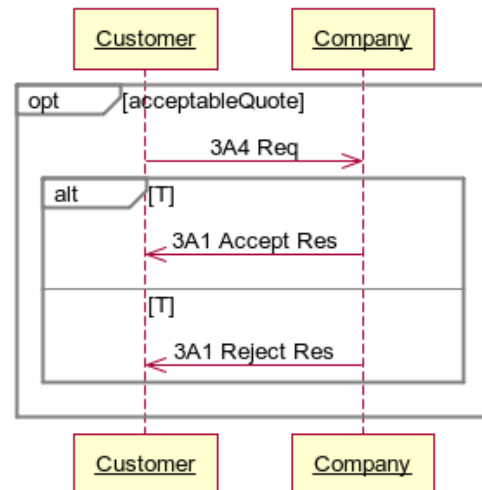 Customer Company
opt [acceptableQuote]
3A4 Req
alt [T]
3A1 Accept Res
[T]
3A1 Reject Res
Customer Company